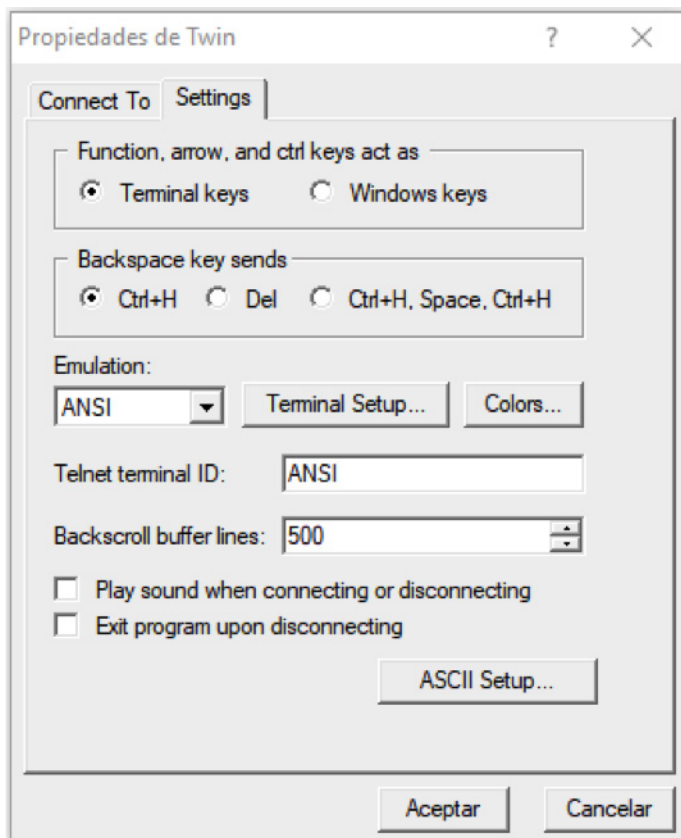 Propiedades de Twin ?
Connect To Settings
Function, arrow, and ctrl keys act as
Terminal keys Windows keys
Backspace key sends
Ctrl+H Del Ctrl+H, Space, Ctrl+H
Emulation:
ANSI Terminal Setup... Colors...
Telnet terminal ID: ANSI
Backscroll buffer lines: 500
Play sound when connecting or disconnecting
Exit program upon disconnecting
ASCII Setup...
Aceptar Cancelar